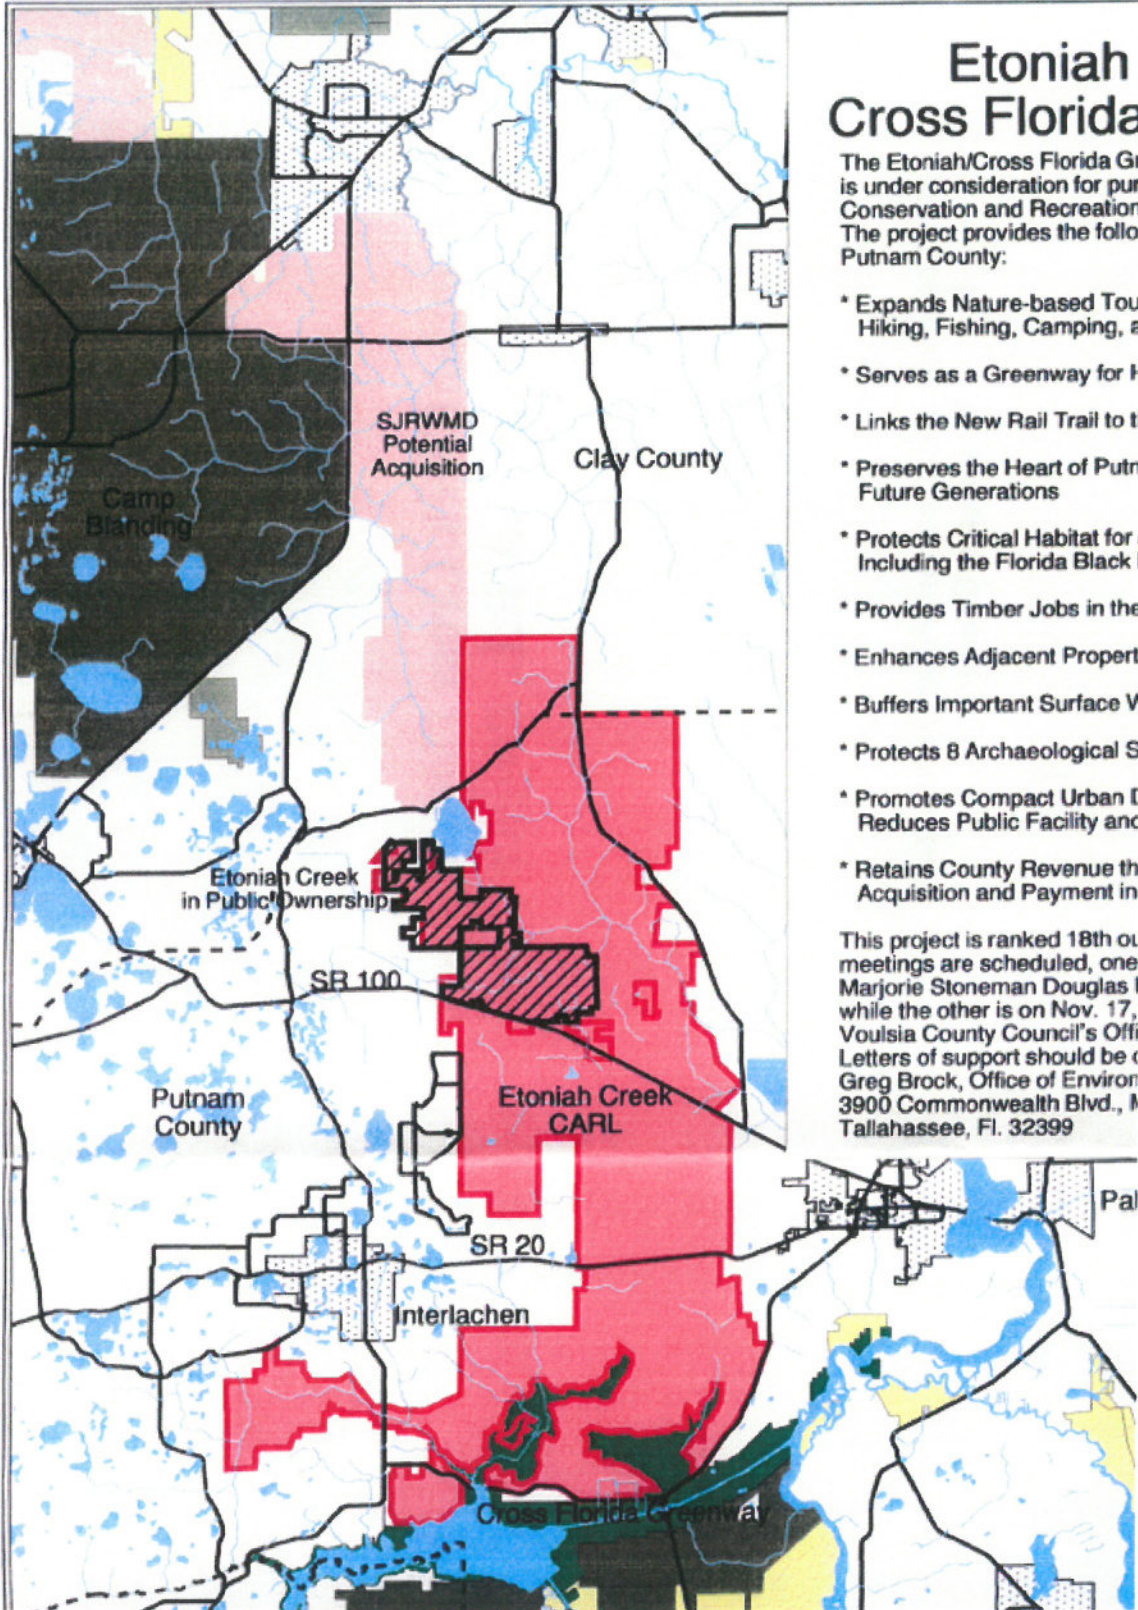 Etoniah
Cross Florida
The Etoniah/Cross Florida Gr
is under consideration for pur
Conservation and Recreation
The project provides the follo
Putnam County:
* Expands Nature-based Tou
Hiking, Fishing, Camping, a
* Serves as a Greenway for H
* Links the New Rail Trail to t
* Preserves the Heart of Putn
Future Generations
* Protects Critical Habitat for
Including the Florida Black
* Provides Timber Jobs in the
* Enhances Adjacent Propert
* Buffers Important Surface W
* Protects 8 Archaeological S
* Promotes Compact Urban D
Reduces Public Facility and
* Retains County Revenue th
Acquisition and Payment in
This project is ranked 18th ou
meetings are scheduled, one
Marjorie Stoneman Douglas
while the other is on Nov. 17,
Voulsia County Council's Offi
Letters of support should be
Greg Brock, Office of Environ
3900 Commonwealth Blvd., M
Tallahassee, Fl. 32399
SJRWMD
Potential
Acquisition
Clay County
Camp
Blanding
Etoniah Creek
in Public Ownership
SR 100
Putnam
County
Etoniah Creek
CARL
Pal
SR 20
Interlachen
Cross Florida Greenway